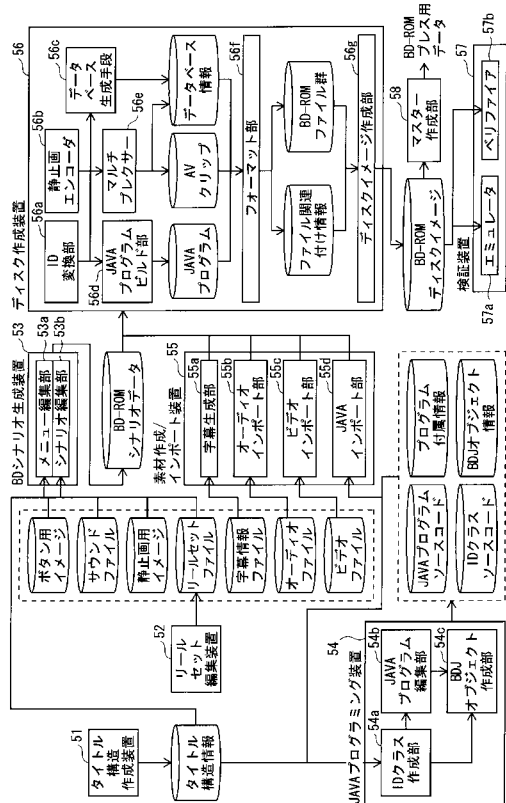 51
タイトル
構造
作成装置
タイトル
構造情報
52
リール
セット
編集装置
ボタン用
イメージ
サウンド
ファイル
静止画用
イメージ
リールセット
ファイル
字幕情報
ファイル
オーディオ
ファイル
ビデオ
ファイル
BDシナリオ生成装置
53
メニュー編集部
53a
シナリオ編集部
53b
BD-ROM
シナリオデータ
素材作成/
インポート装置
55
字幕生成部
55a
オーディオ
インポート部
55b
ビデオ
インポート部
55c
JAVA
インポート部
55d
JAVAプログラミング装置
54
54a
IDクラス
作成部
54b
JAVA
プログラム
編集部
54c
BDJ
オブジェクト
作成部
JAVAプログラム
ソースコード
プログラム
付属情報
IDクラス
ソースコード
BDJオブジェクト
情報
ディスク作成装置
56
56a
ID
変換部
56b
静止画
エンコーダ
56c
データ
ベース
生成手段
56d
JAVA
プログラム
ビルド部
56e
マルチ
プレクサー
JAVA
プログラム
AV
クリップ
データベース
情報
56f
フォーマット部
ファイル関連
付け情報
BD-ROM
ファイル群
56g
ディスクイメージ作成部
BD-ROM
ディスクイメージ
58
マスター
作成部
BD-ROM
プレス用
データ
検証装置
57
57a
エミュレータ
57b
ベリファイア